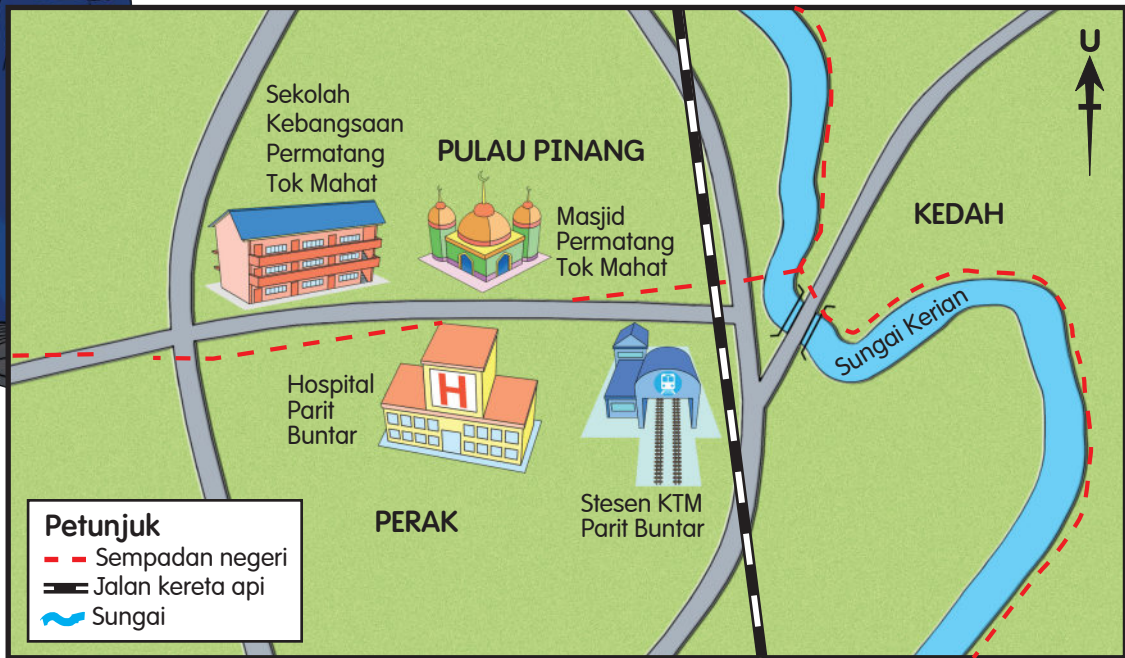 U
Sekolah
Kebangsaan
Permatang
Tok Mahat
PULAU PINANG
Masjid
Permatang
Tok Mahat
KEDAH
Sungai Kerian
Hospital
Parit
Buntar
H
PERAK
Stesen KTM
Parit Buntar
Petunjuk
Sempadan negeri
Jalan kereta api
Sungai